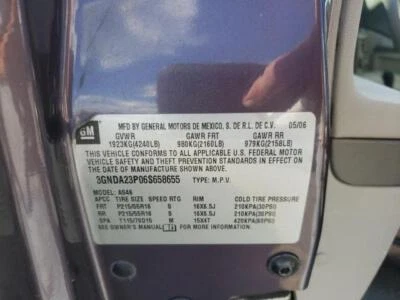 GM
MFD BY GENERAL MOTORS DE MEXICO, S. DE R.L. DE C.V. 05/06
GVWR GAWR FRT GAWR RR
1923KG(4240LB) 980KG(2160LB) 979KG(2158LB)
THIS VEHICLE CONFORMS TO ALL APPLICABLE U.S. FEDERAL MOTOR
VEHICLE SAFETY AND THEFT PREVENTION STANDARDS IN EFFECT
ON THE DATE OF MANUFACTURE SHOWN ABOVE.
3GNDA23P06S658655 TYPE: M.P.V.
MODEL: AS46
APCC TIRE SIZE SPEED RTG RIM COLD TIRE PRESSURE
FRT P215/55R16 S 16X6.5J 210KPA(30PSI)
RR P215/55R16 S 16X6.5J 210KPA(30PSI)
SPA T115/70D15 M 15X4T 420KPA(60PSI)
SEE OWNER'S MANUAL FOR MORE INFORMATION.